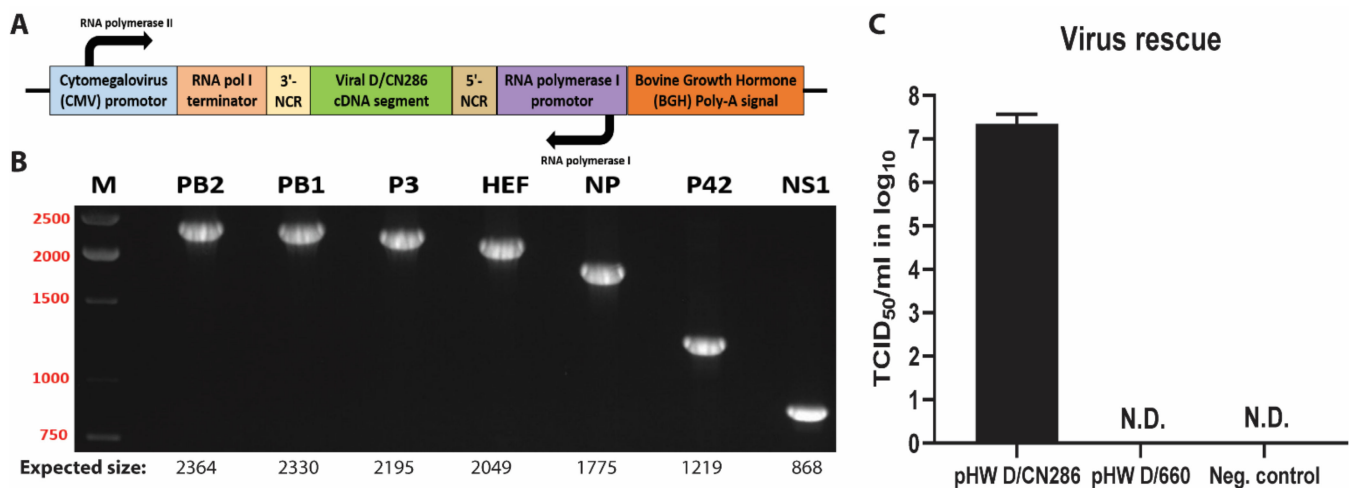 A
RNA polymerase II
Cytomegalovirus (CMV) promotor
RNA pol I terminator
3'-NCR
Viral D/CN286 cDNA segment
5'-NCR
RNA polymerase I promotor
Bovine Growth Hormone (BGH) Poly-A signal
RNA polymerase I
B
M PB2 PB1 P3 HEF NP P42 NS1
2500
2000
1500
1000
750
Expected size: 2364 2330 2195 2049 1775 1219 868
C
Virus rescue
TCID50/ml in log10
8
7
6
5
4
3
2
1
0
N.D. N.D.
pHW D/CN286 pHW D/660 Neg. control